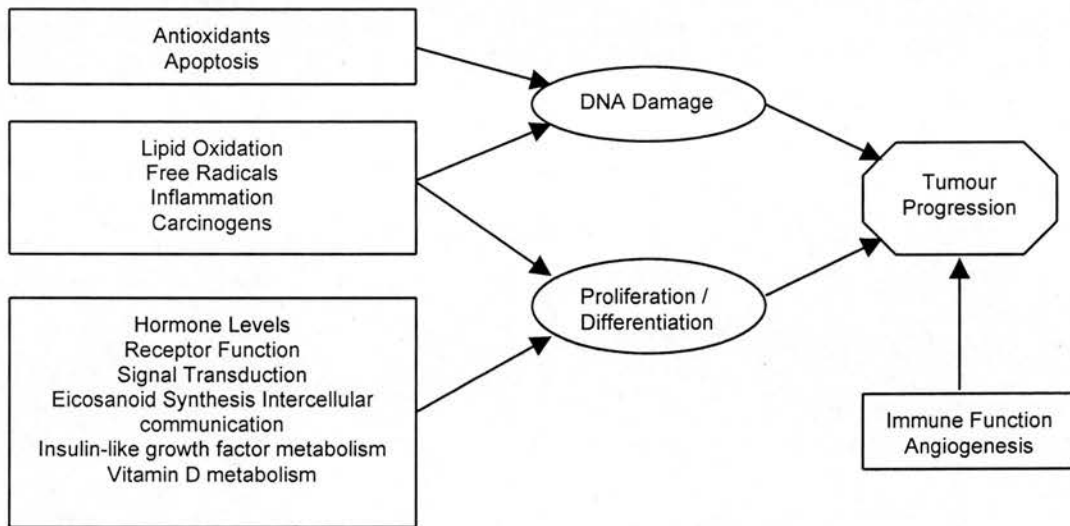 Antioxidants
Apoptosis
DNA Damage
Lipid Oxidation
Free Radicals
Inflammation
Carcinogens
Tumour
Progression
Proliferation /
Differentiation
Hormone Levels
Receptor Function
Signal Transduction
Eicosanoid Synthesis Intercellular
communication
Insulin-like growth factor metabolism
Vitamin D metabolism
Immune Function
Angiogenesis